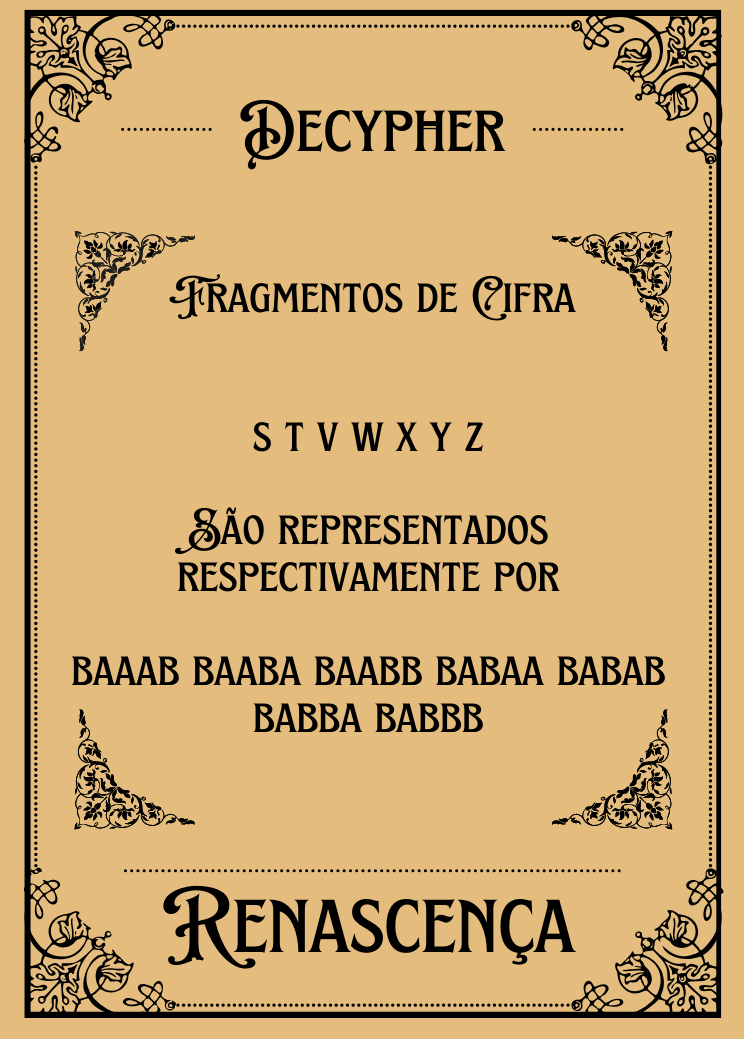 Decypher
Fragmentos de Cifra
S T V W X Y Z
São representados
respectivamente por
BAAAB BAABA BAABB BABAA BABAB
BABBA BABBB
Renascença